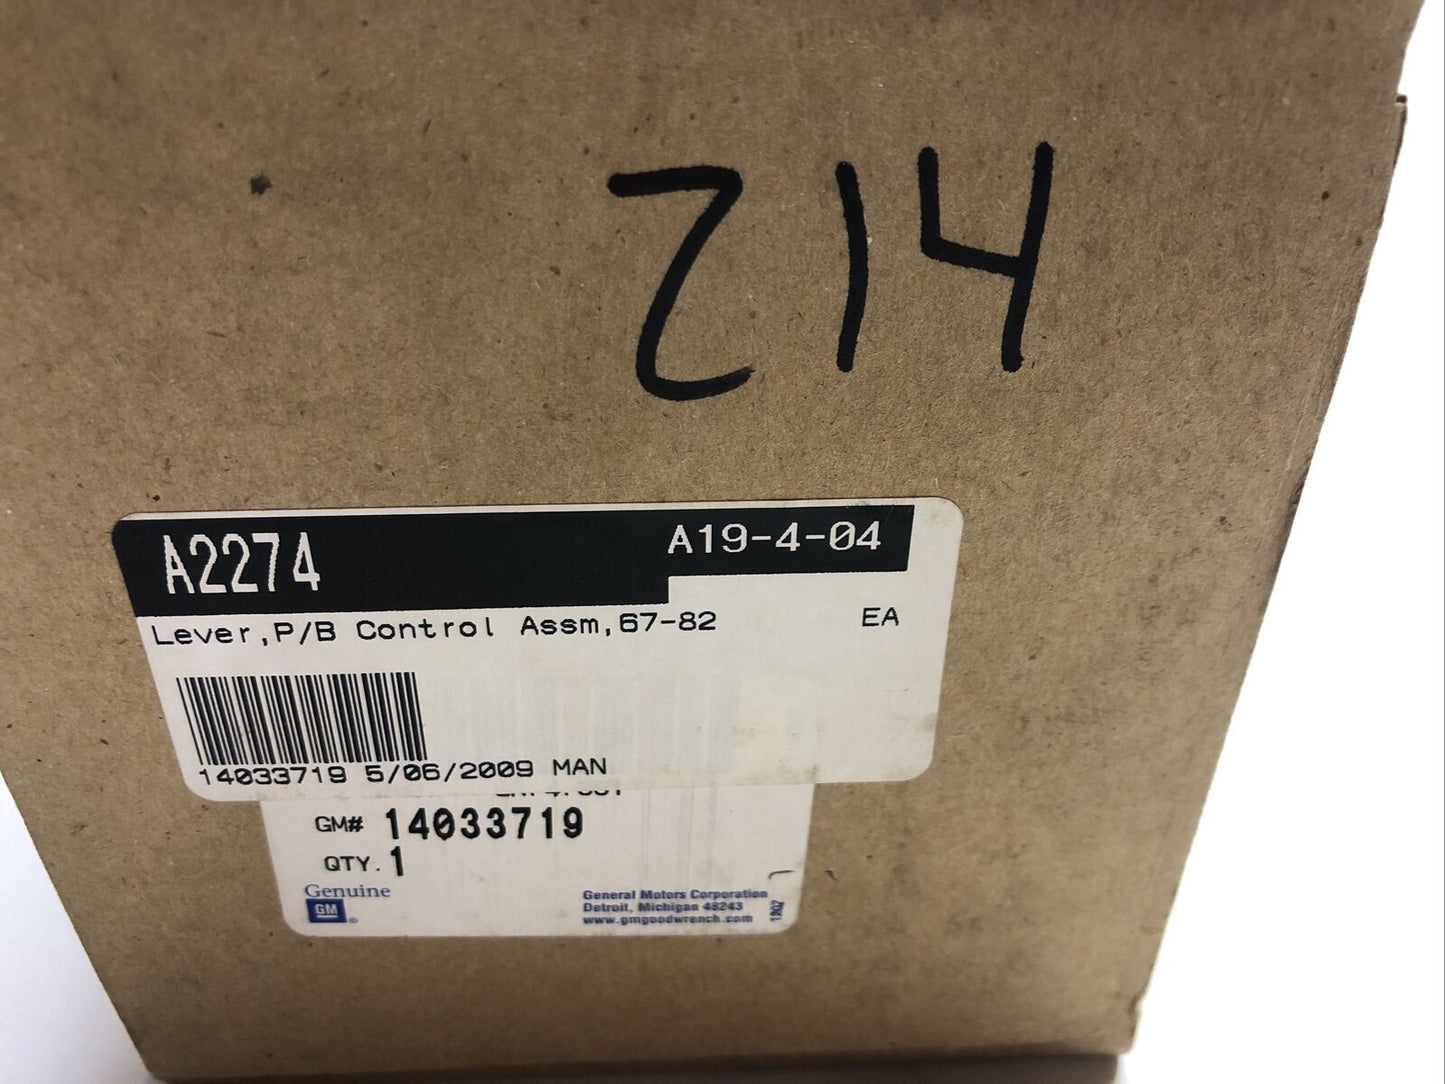 214
A2274 A19-4-04
Lever,P/B Control Assm,67-82 EA
14033719 5/06/2009 MAN
GM# 14033719
QTY. 1
Genuine
GM ®
General Motors Corporation
Detroit, Michigan 48243
www.gmgoodwrench.com